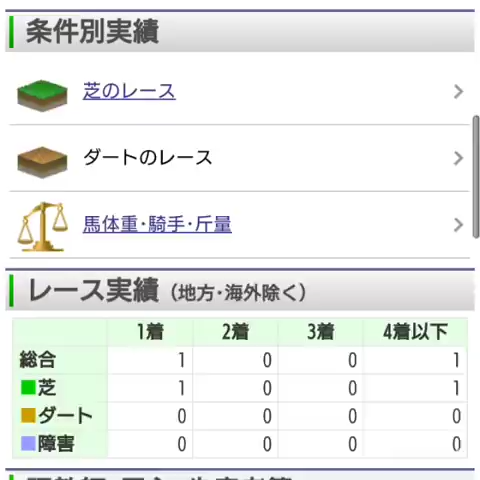 条件別実績
芝のレース
ダートのレース
馬体重･騎手･斤量
レース実績（地方･海外除く）
1着 2着 3着 4着以下
総合 1 0 0 1
芝 1 0 0 1
ダート 0 0 0 0
障害 0 0 0 0